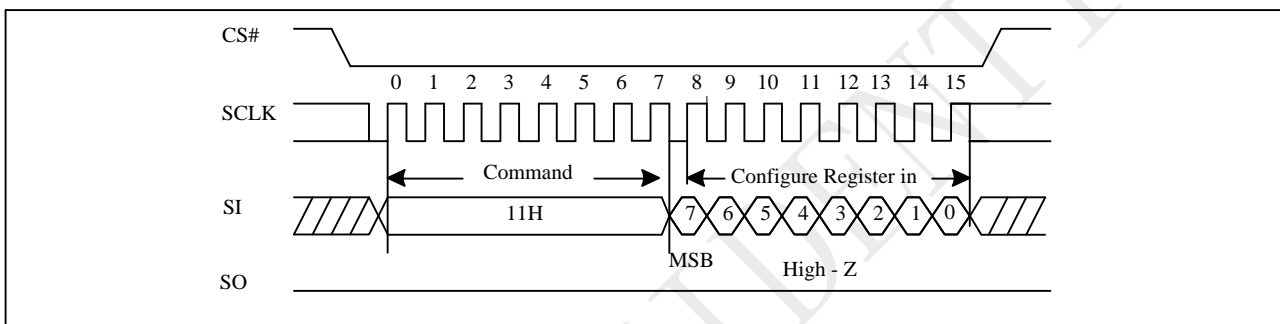 CS#
0 1 2 3 4 5 6 7 8 9 10 11 12 13 14 15
SCLK
Command
Configure Register in
SI
11H
7 6 5 4 3 2 1 0
MSB
High - Z
SO